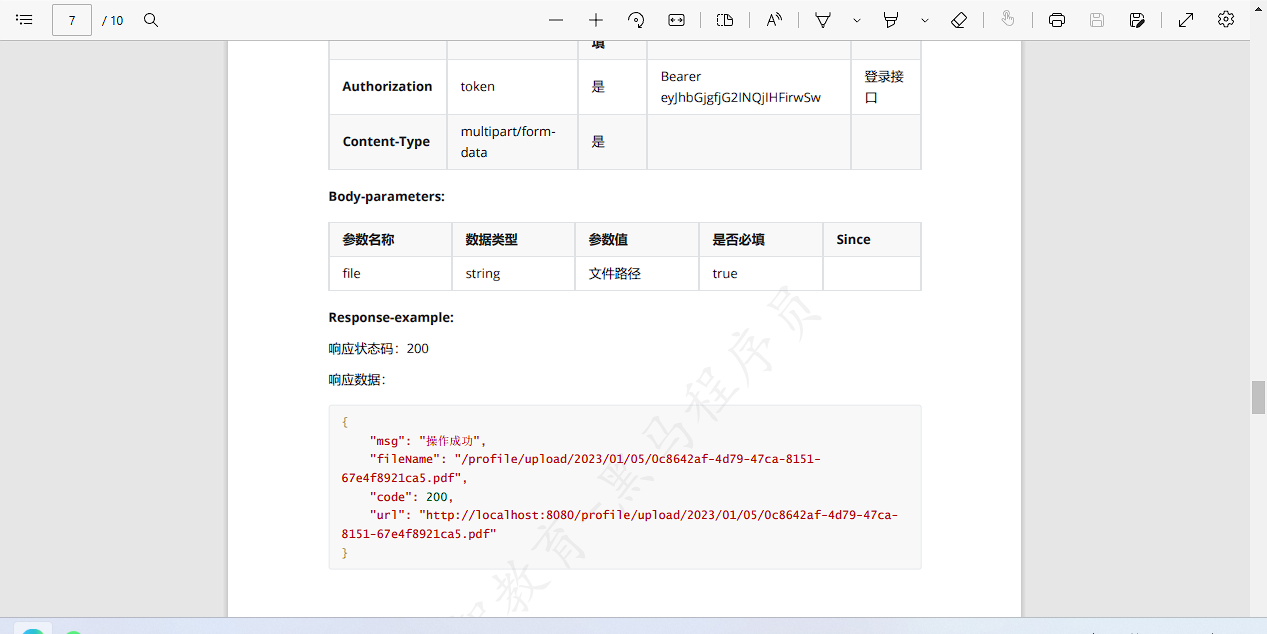 7 / 10
填
Authorization token 是 Bearer eyJhbGjgfjG2INQjIHFirwSw 登录接口
Content-Type multipart/form-data 是
Body-parameters:
参数名称 数据类型 参数值 是否必填 Since
file string 文件路径 true
Response-example:
响应状态码：200
响应数据：
{
"msg": "操作成功",
"fileName": "/profile/upload/2023/01/05/0c8642af-4d79-47ca-8151-
67e4f8921ca5.pdf",
"code": 200,
"url": "http://localhost:8080/profile/upload/2023/01/05/0c8642af-4d79-47ca-
8151-67e4f8921ca5.pdf"
}
教育-黑马程序员